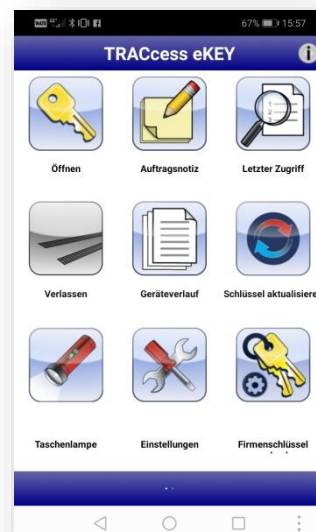 67% 15:57
TRACcess eKEY
Öffnen Auftragsnotiz Letzter Zugriff
Verlassen Geräteverlauf Schlüssel aktualisiere
Taschenlampe Einstellungen Firmenschlüssel